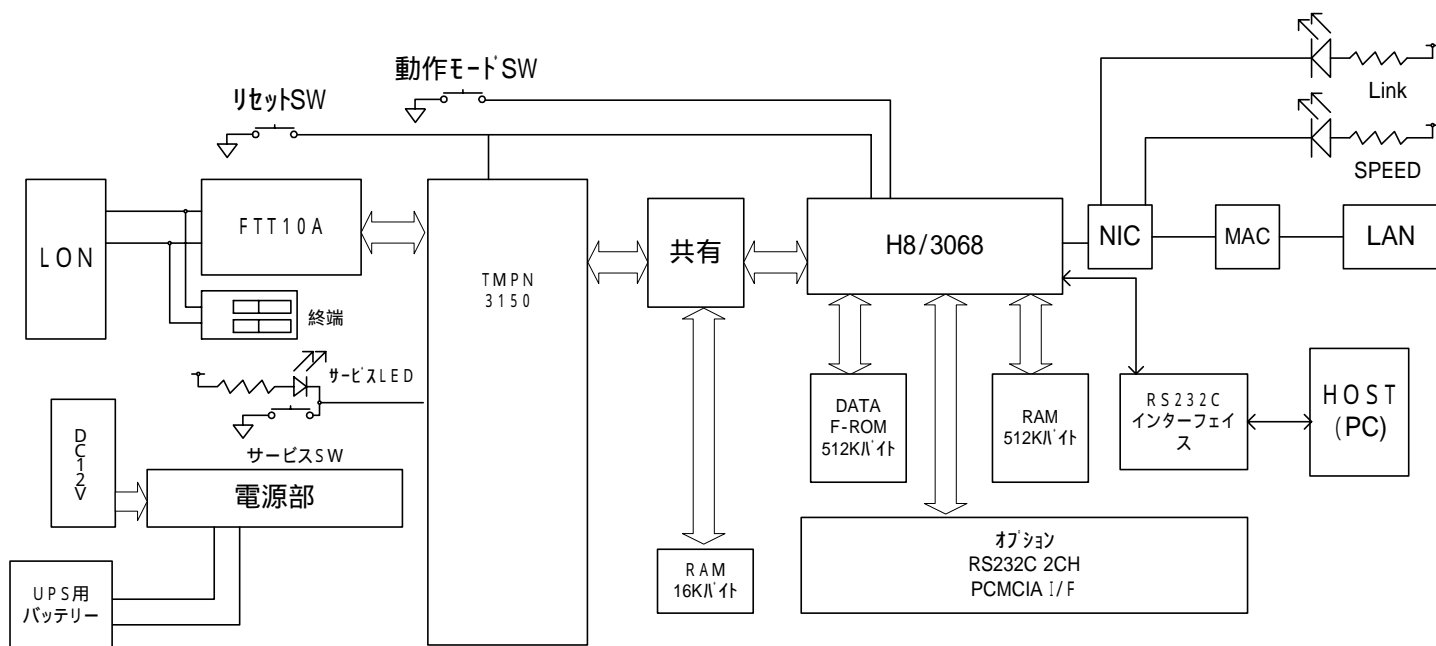 動作モードSW
リセットSW
Link
SPEED
LON
FTT10A
終端
TMPN
3150
共有
H8/3068
NIC
MAC
LAN
サービスLED
サービスSW
DC12V
電源部
UPS用
バッテリー
DATA
F-ROM
512Kバイト
RAM
512Kバイト
RS232C
インターフェイ
ス
HOST
(PC)
RAM
16Kバイト
オプション
RS232C 2CH
PCMCIA I/F